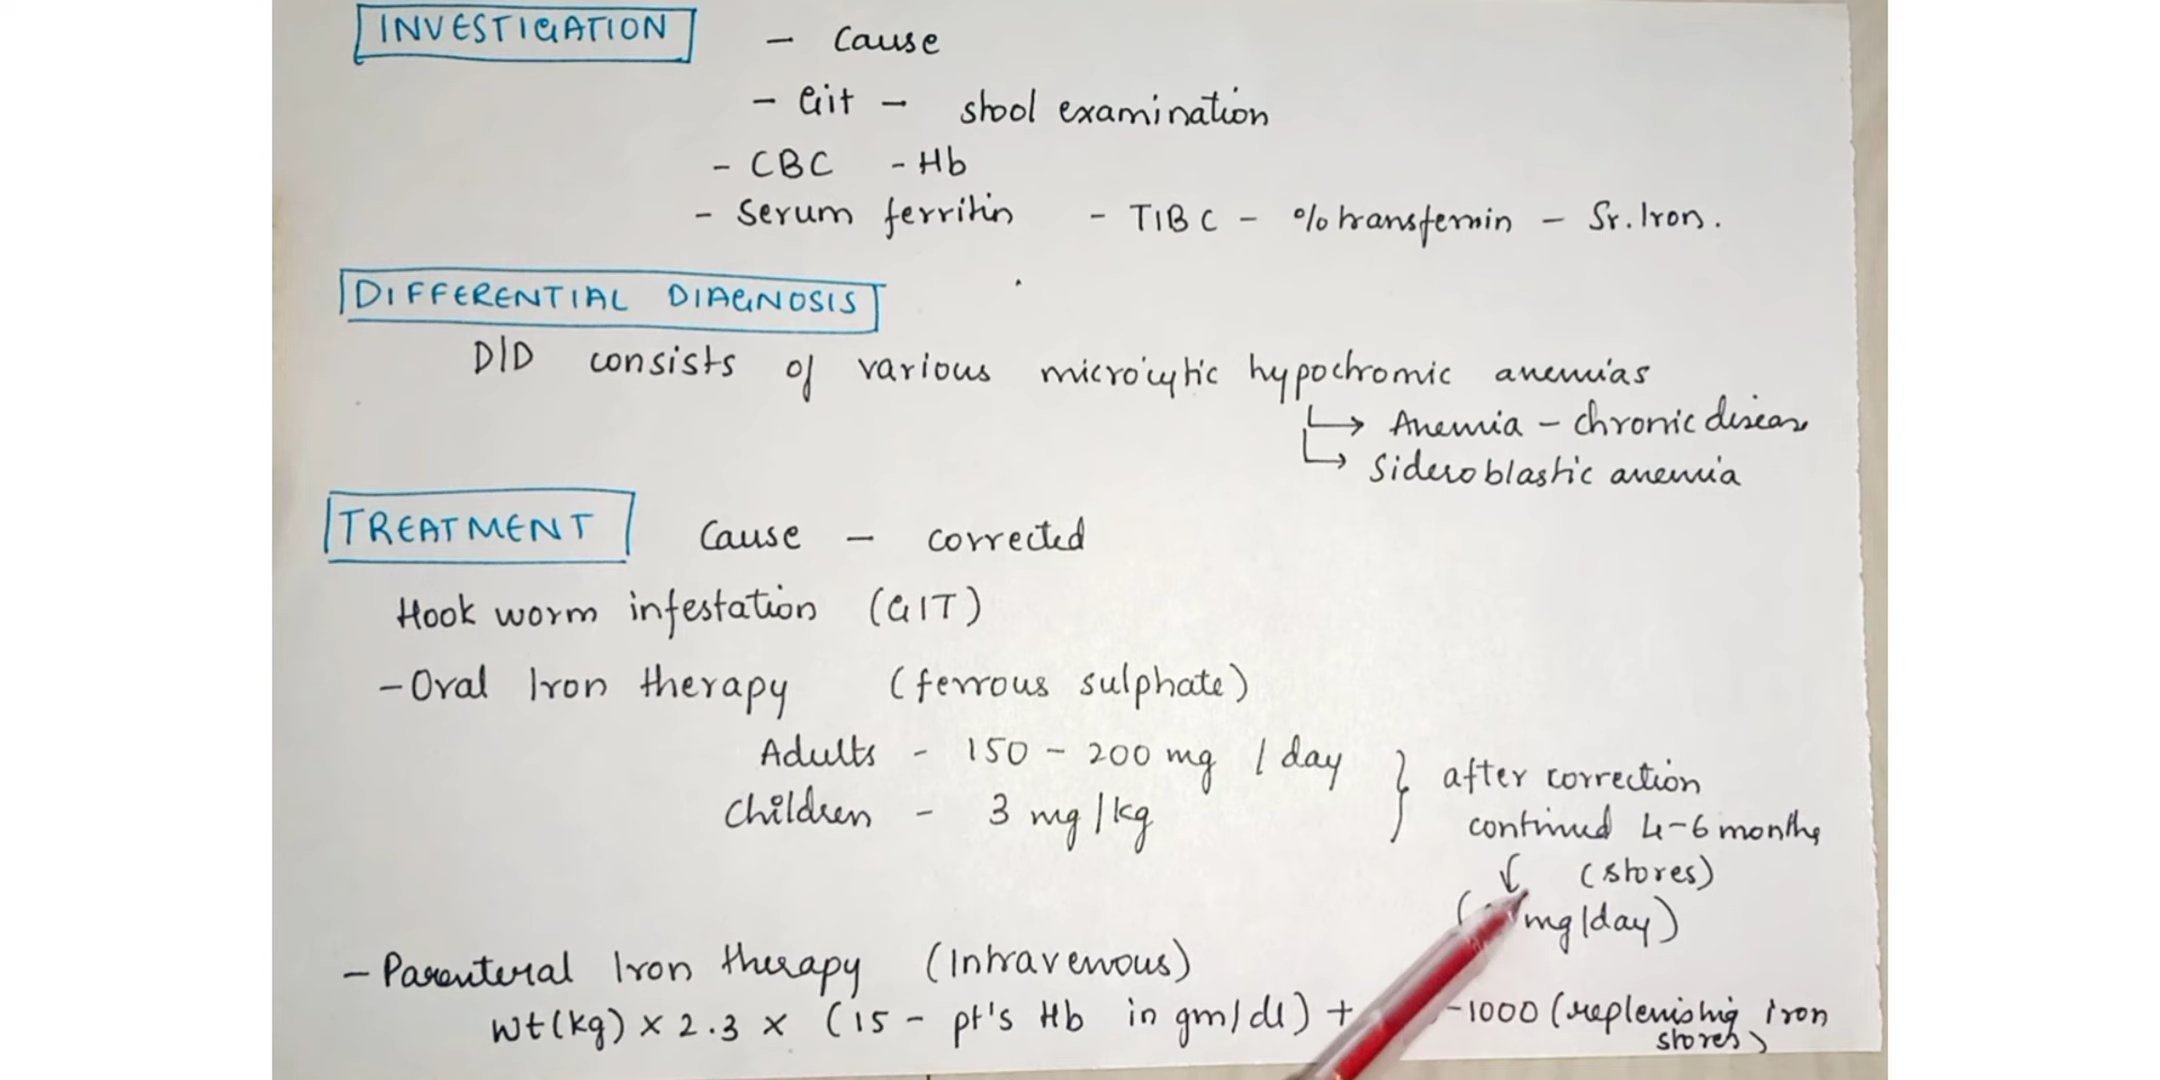 INVESTIGATION - Cause
- Git - stool examination
- CBC - Hb
- Serum ferritin - TIBC - % transferrin - Sr. Iron.
DIFFERENTIAL DIAGNOSIS
D/D consists of various microcytic hypochromic anemias
Anemia - chronic disease
Sideroblastic anemia
TREATMENT Cause - corrected
Hook worm infestation (GIT)
- Oral Iron therapy (ferrous sulphate)
Adults - 150 - 200 mg / day
Children - 3 mg/kg
after correction
continued 4-6 months
(stores)
mg/day)
- Parenteral Iron therapy (Intravenous)
wt(kg) x 2.3 x (15 - pt's Hb in gm/dl) + -1000 (replenishing iron
stores)